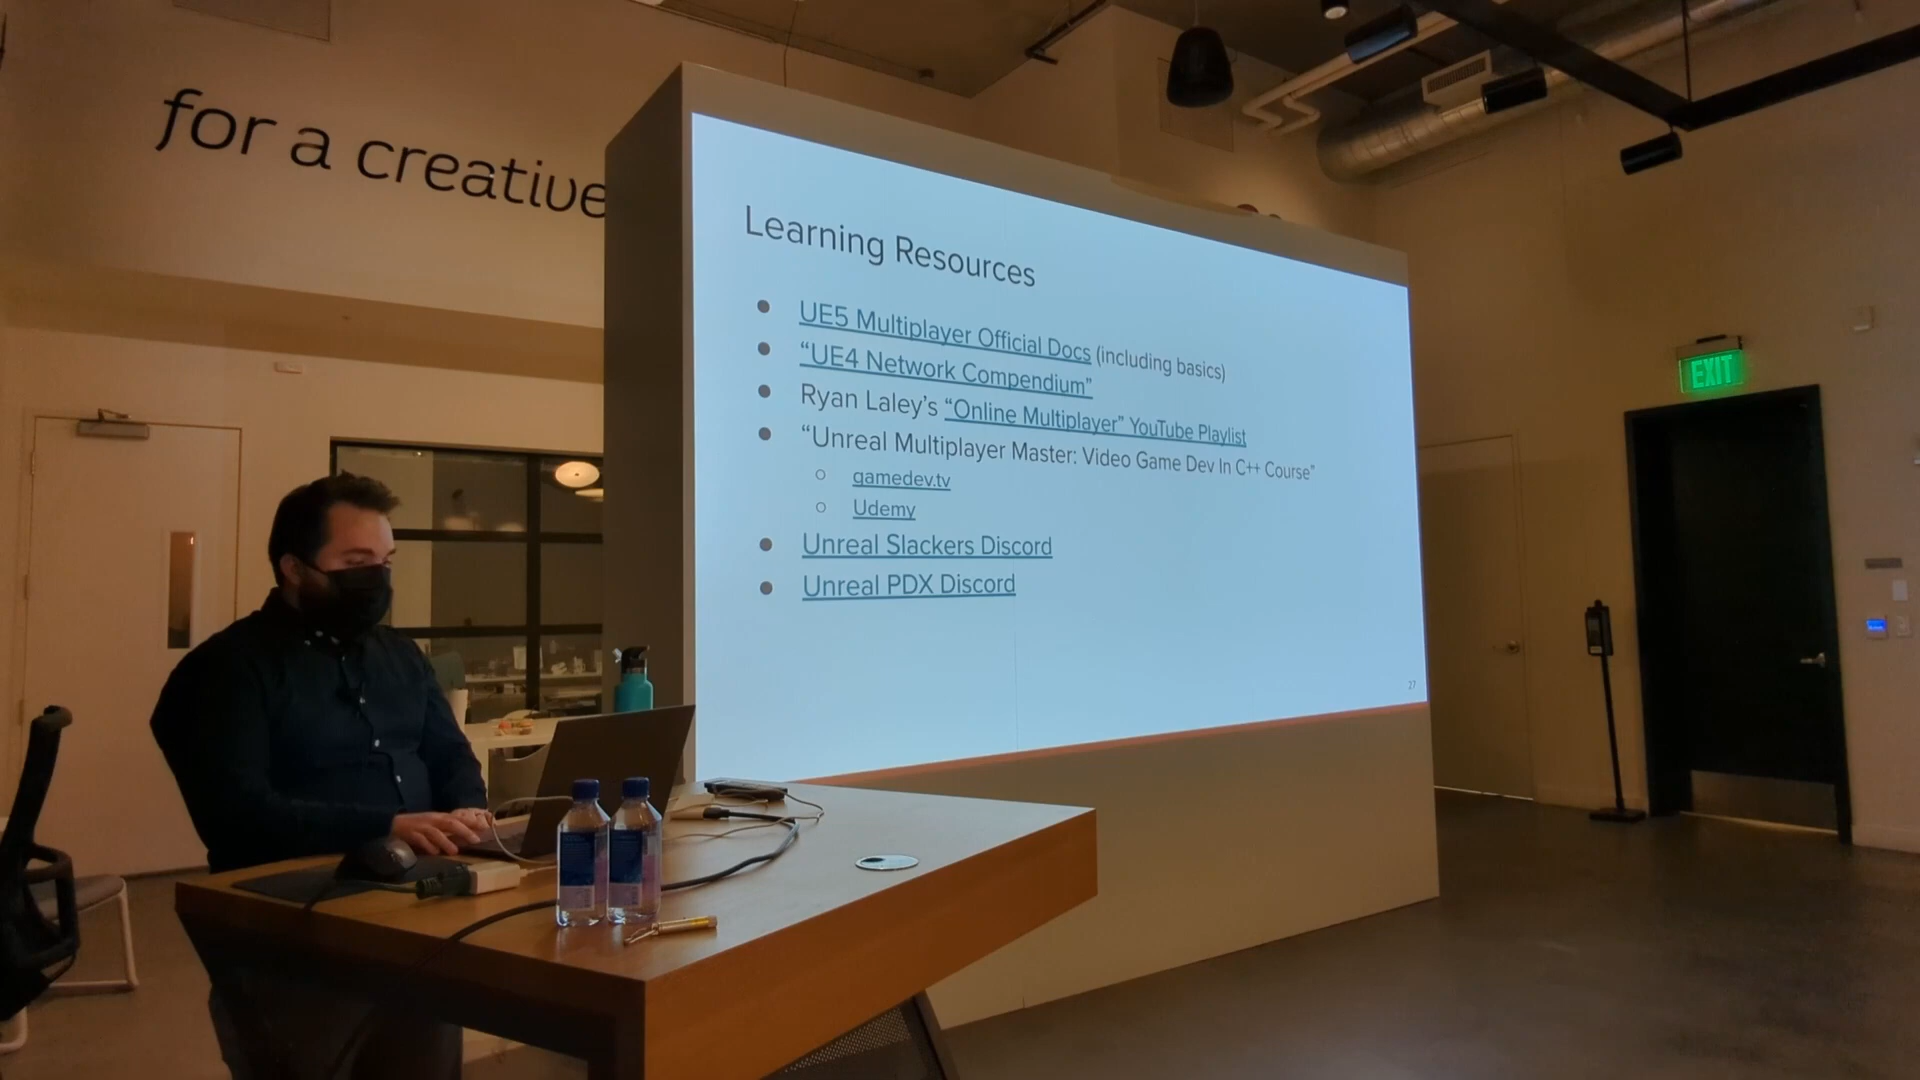 for a creative
Learning Resources
● UE5 Multiplayer Official Docs (including basics)
● “UE4 Network Compendium”
● Ryan Laley’s “Online Multiplayer” YouTube Playlist
● “Unreal Multiplayer Master: Video Game Dev In C++ Course”
○ gamedev.tv
○ Udemy
● Unreal Slackers Discord
● Unreal PDX Discord
27
EXIT